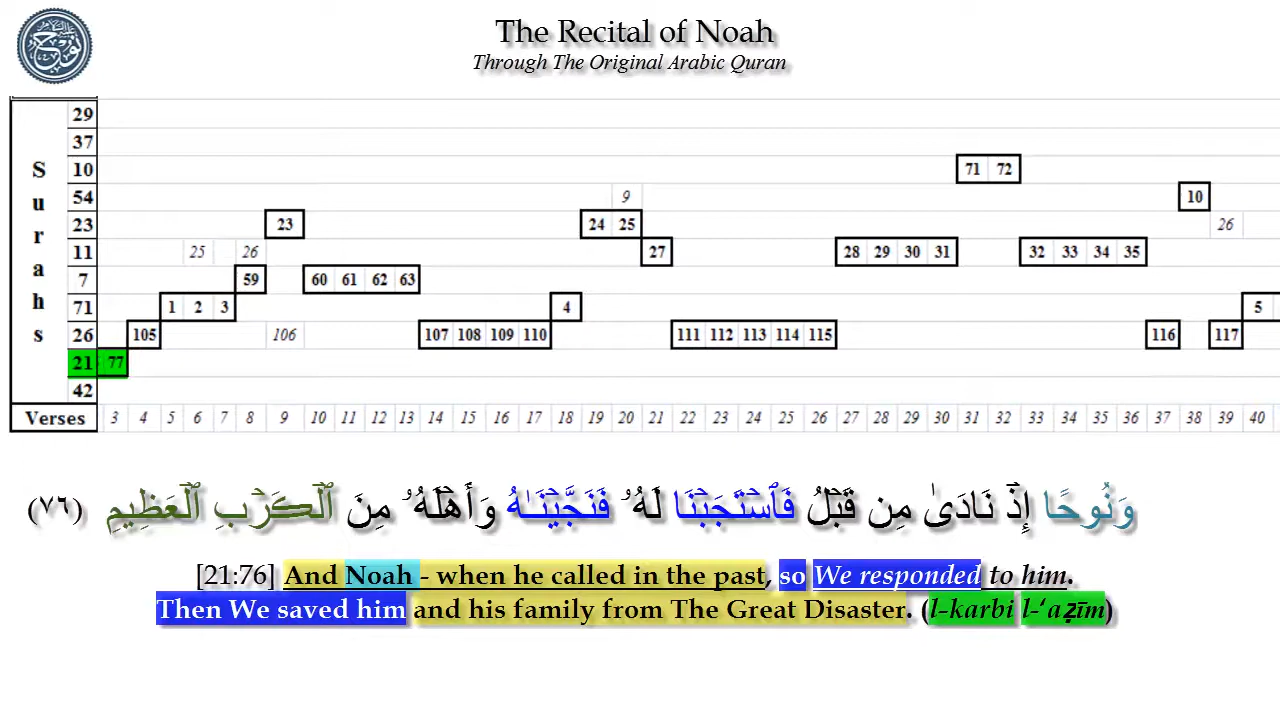 The Recital of Noah
Through The Original Arabic Quran
Surahs
29
37
10 71 72
54 9 10
23 23 24 25 26
11 25 26 27 28 29 30 31 32 33 34 35
7 59 60 61 62 63
71 1 2 3 4 5
26 105 106 107 108 109 110 111 112 113 114 115 116 117
21 77
42
Verses 3 4 5 6 7 8 9 10 11 12 13 14 15 16 17 18 19 20 21 22 23 24 25 26 27 28 29 30 31 32 33 34 35 36 37 38 39 40
وَنُوحًا إِذْ نَادَىٰ مِن قَبْلُ فَٱسْتَجَبْنَا لَهُۥ فَنَجَّيْنَـٰهُ وَأَهْلَهُۥ مِنَ ٱلْكَرْبِ ٱلْعَظِيمِ (٧٦)
[21:76] And Noah - when he called in the past, so We responded to him.
Then We saved him and his family from The Great Disaster. (l-karbi l-ʿaẓīm)